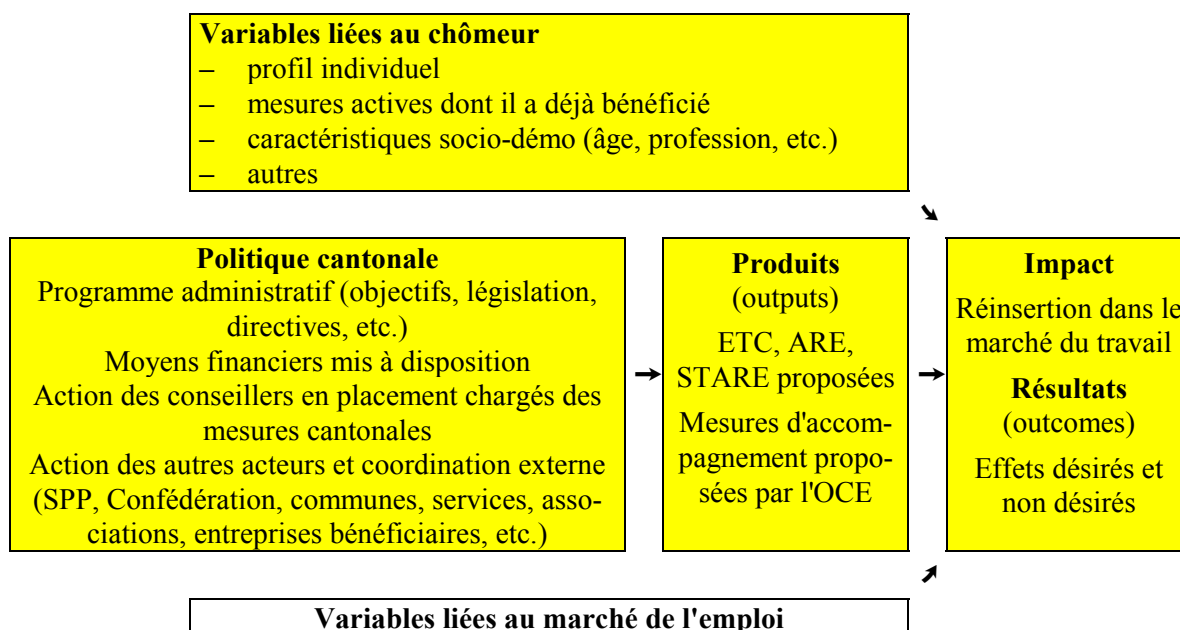 Variables liées au chômeur
– profil individuel
– mesures actives dont il a déjà bénéficié
– caractéristiques socio-démo (âge, profession, etc.)
– autres
Politique cantonale
Programme administratif (objectifs, législation,
directives, etc.)
Moyens financiers mis à disposition
Action des conseillers en placement chargés des
mesures cantonales
Action des autres acteurs et coordination externe
(SPP, Confédération, communes, services, asso-
ciations, entreprises bénéficiaires, etc.)
Produits
(outputs)
ETC, ARE,
STARE proposées
Mesures d'accom-
pagnement propo-
sées par l'OCE
Impact
Réinsertion dans le
marché du travail
Résultats
(outcomes)
Effets désirés et
non désirés
Variables liées au marché de l'emploi